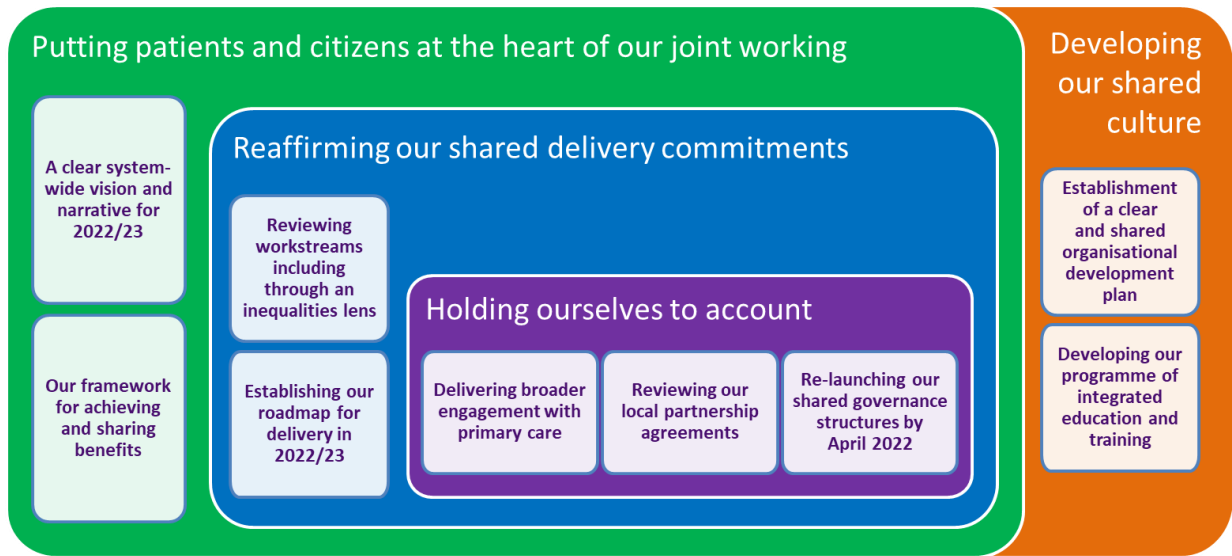 Putting patients and citizens at the heart of our joint working
A clear system-
wide vision and
narrative for
2022/23
Our framework
for achieving
and sharing
benefits
Reaffirming our shared delivery commitments
Reviewing
workstreams
including
through an
inequalities lens
Establishing our
roadmap for
delivery in
2022/23
Holding ourselves to account
Delivering broader
engagement with
primary care
Reviewing our
local partnership
agreements
Re-launching our
shared governance
structures by
April 2022
Developing
our shared
culture
Establishment
of a clear
and shared
organisational
development
plan
Developing our
programme of
integrated
education and
training